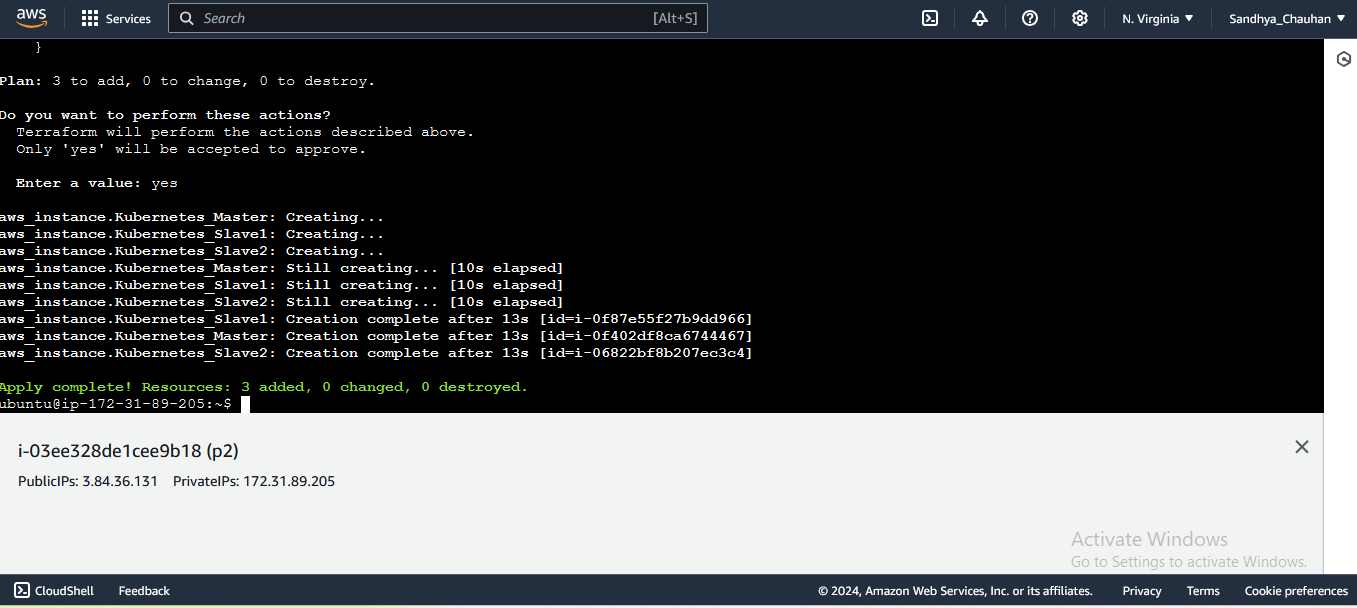 aws
Services
Search [Alt+S]
N. Virginia ▼
Sandhya_Chauhan ▼
}
Plan: 3 to add, 0 to change, 0 to destroy.
Do you want to perform these actions?
Terraform will perform the actions described above.
Only 'yes' will be accepted to approve.
Enter a value: yes
aws_instance.Kubernetes_Master: Creating...
aws_instance.Kubernetes_Slave1: Creating...
aws_instance.Kubernetes_Slave2: Creating...
aws_instance.Kubernetes_Master: Still creating... [10s elapsed]
aws_instance.Kubernetes_Slave1: Still creating... [10s elapsed]
aws_instance.Kubernetes_Slave2: Still creating... [10s elapsed]
aws_instance.Kubernetes_Slave1: Creation complete after 13s [id=i-0f87e55f27b9dd966]
aws_instance.Kubernetes_Master: Creation complete after 13s [id=i-0f402df8ca6744467]
aws_instance.Kubernetes_Slave2: Creation complete after 13s [id=i-06822bf8b207ec3c4]
Apply complete! Resources: 3 added, 0 changed, 0 destroyed.
ubuntu@ip-172-31-89-205:~$
i-03ee328de1cee9b18 (p2)
PublicIPs: 3.84.36.131 PrivateIPs: 172.31.89.205
Activate Windows
Go to Settings to activate Windows.
CloudShell Feedback © 2024, Amazon Web Services, Inc. or its affiliates. Privacy Terms Cookie preferences